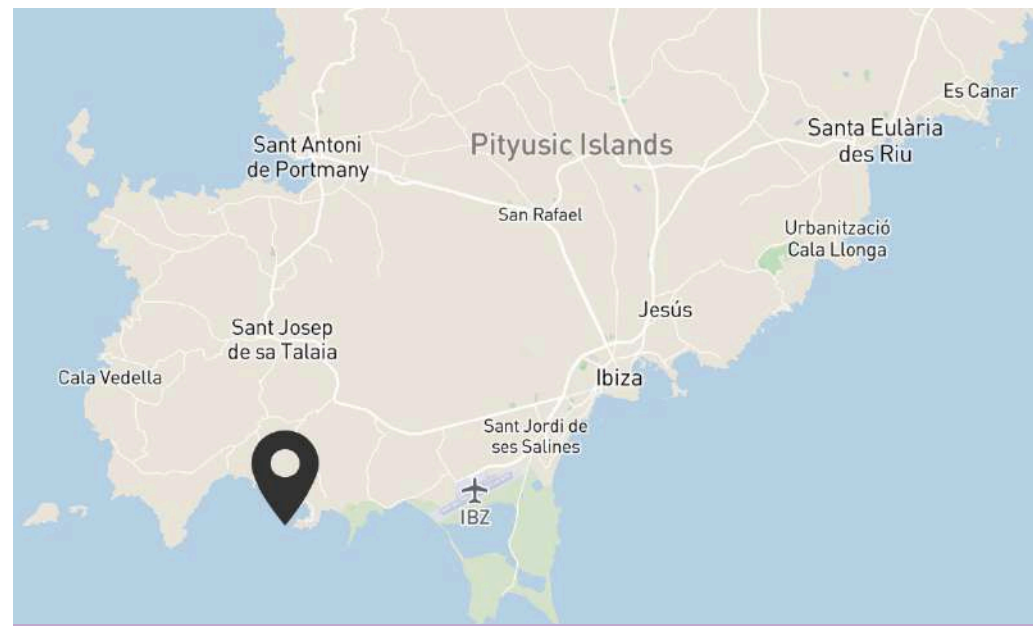 Es Canar
Santa Eulària
des Riu
Sant Antoni
de Portmany
Pityusic Islands
San Rafael
Urbanització
Cala Llonga
Jesús
Sant Josep
de sa Talaia
Cala Vedella
Ibiza
Sant Jordi de
ses Salines
IBZ